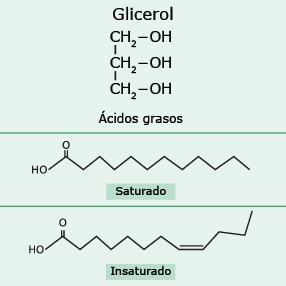 Glicerol
CH2–OH
CH2–OH
CH2–OH
Ácidos grasos
O
HO
Saturado
O
HO
Insaturado